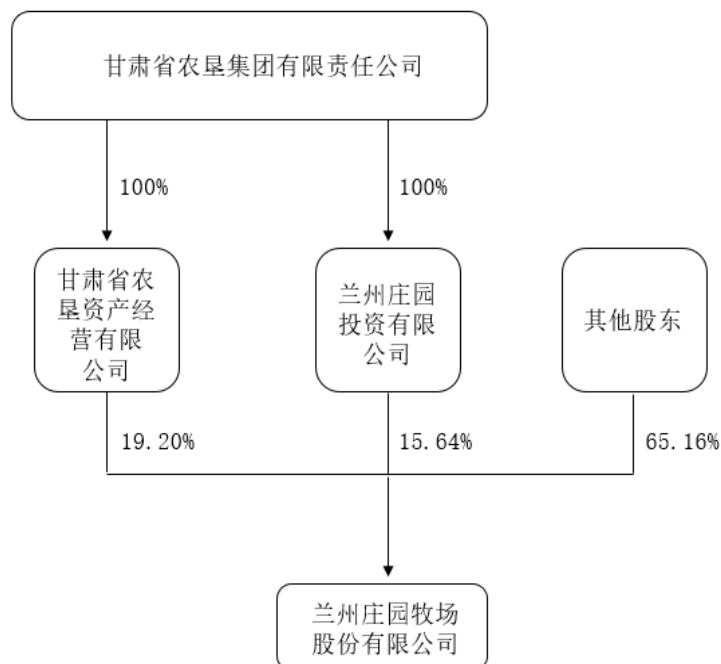 甘肃省农垦集团有限责任公司
100%
100%
甘肃省农
垦资产经
营有限
公司
兰州庄园
投资有限
公司
其他股东
19.20%
15.64%
65.16%
兰州庄园牧场
股份有限公司